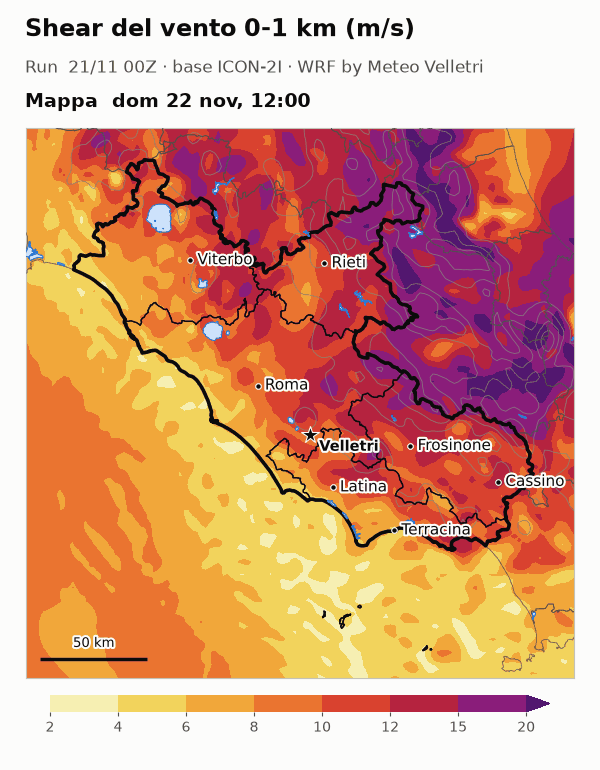 Shear del vento 0-1 km (m/s)
Run  21/11 00Z · base ICON-2I · WRF by Meteo Velletri
Mappa  dom 22 nov, 12:00
Viterbo
Rieti
Roma
Velletri
Frosinone
Latina
Cassino
Terracina
50 km
2 4 6 8 10 12 15 20